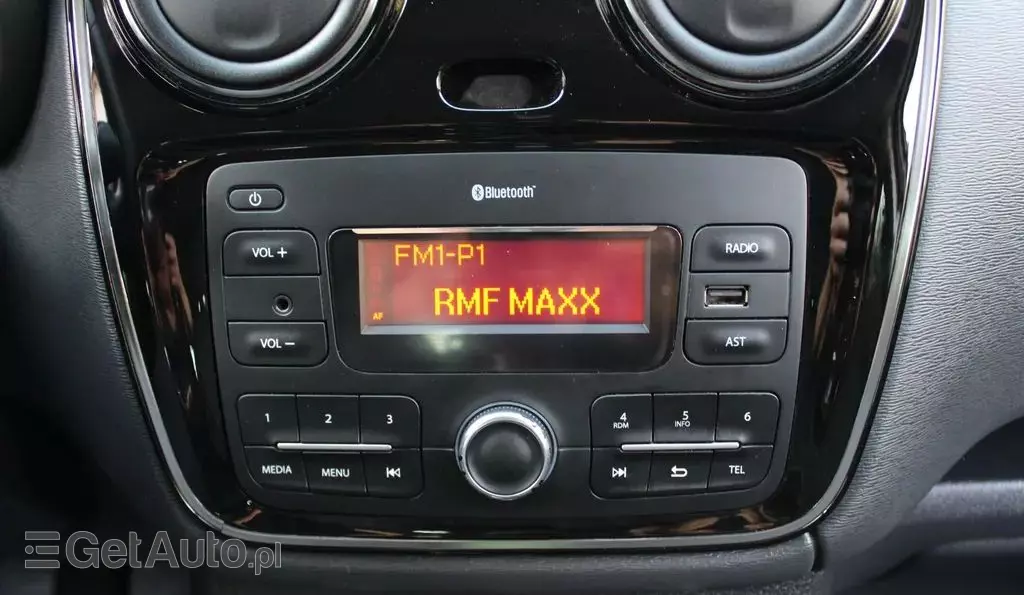 Bluetooth
VOL +
FM1-P1
RADIO
RMF MAXX
AF
VOL –
AST
1 2 3
4 RDM 5 INFO 6
MEDIA MENU
TEL
GetAuto.pl